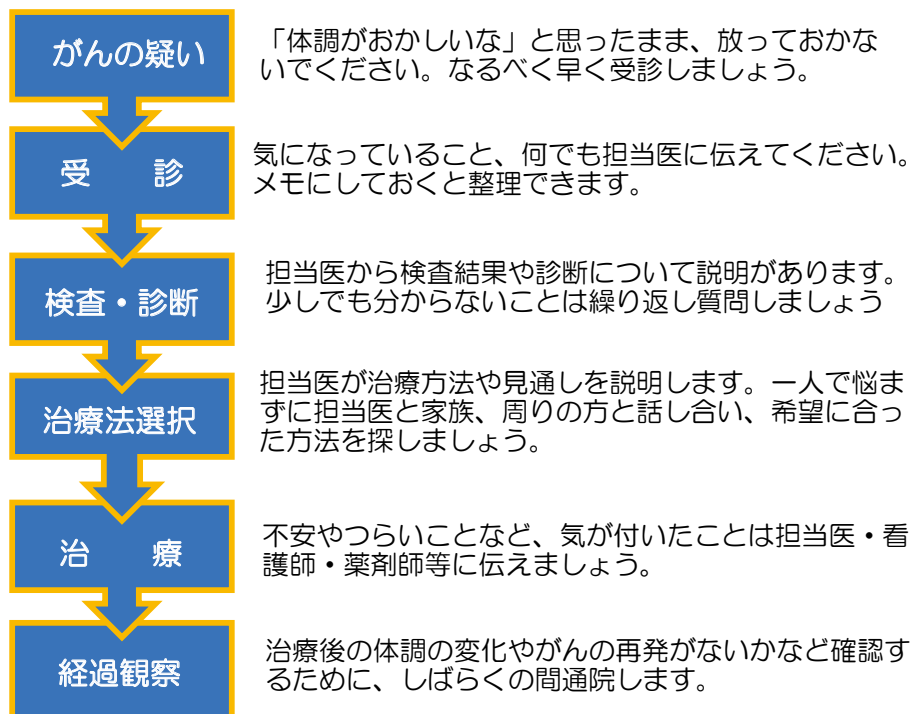 がんの疑い
「体調がおかしいな」と思ったまま、放っておかな
いでください。なるべく早く受診しましょう。
受　　診
気になっていること、何でも担当医に伝えてください。
メモにしておくと整理できます。
検査・診断
担当医から検査結果や診断について説明があります。
少しでも分からないことは繰り返し質問しましょう
治療法選択
担当医が治療方法や見通しを説明します。一人で悩ま
ずに担当医と家族、周りの方と話し合い、希望に合っ
た方法を探しましょう。
治　　療
不安やつらいことなど、気が付いたことは担当医・看
護師・薬剤師等に伝えましょう。
経過観察
治療後の体調の変化やがんの再発がないかなど確認す
るために、しばらくの間通院します。